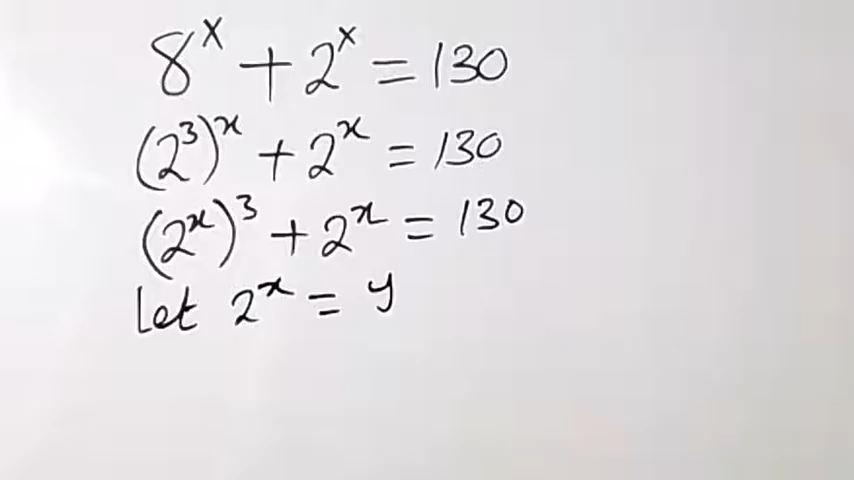 8^x + 2^x = 130
(2^3)^x + 2^x = 130
(2^x)^3 + 2^x = 130
Let 2^x = y